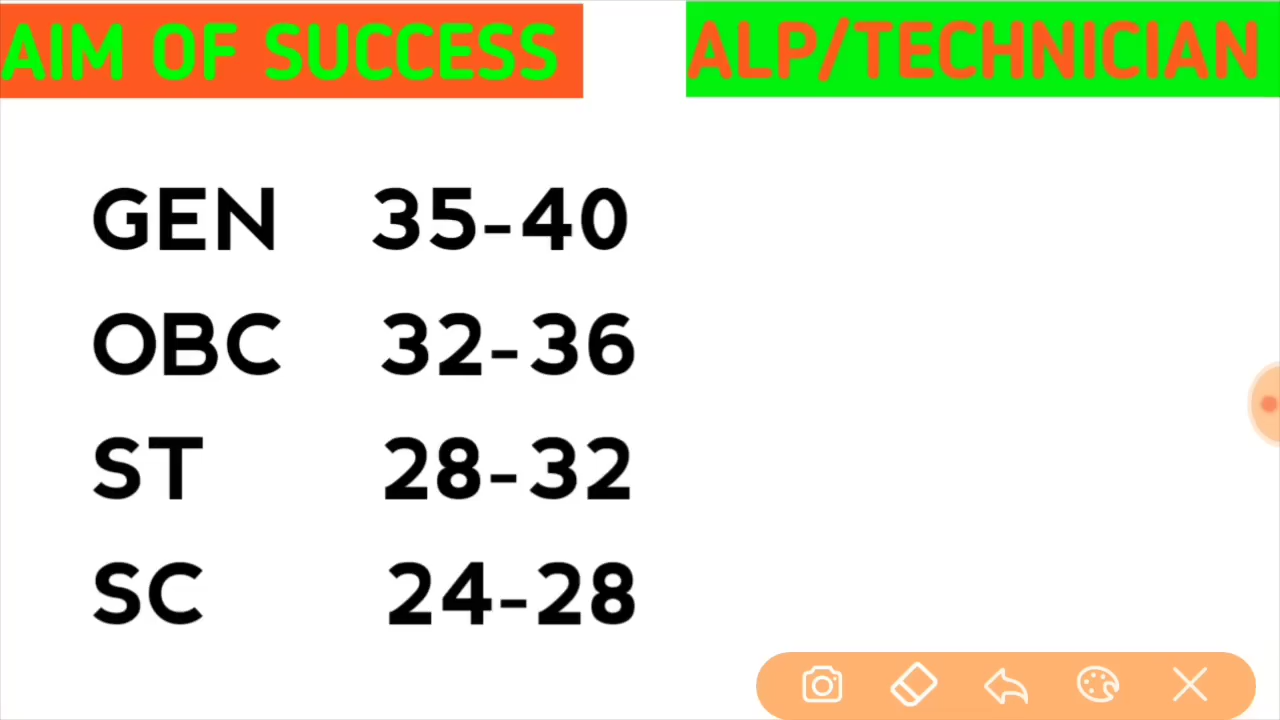 AIM OF SUCCESS ALP/TECHNICIAN
GEN 35-40
OBC 32-36
ST 28-32
SC 24-28